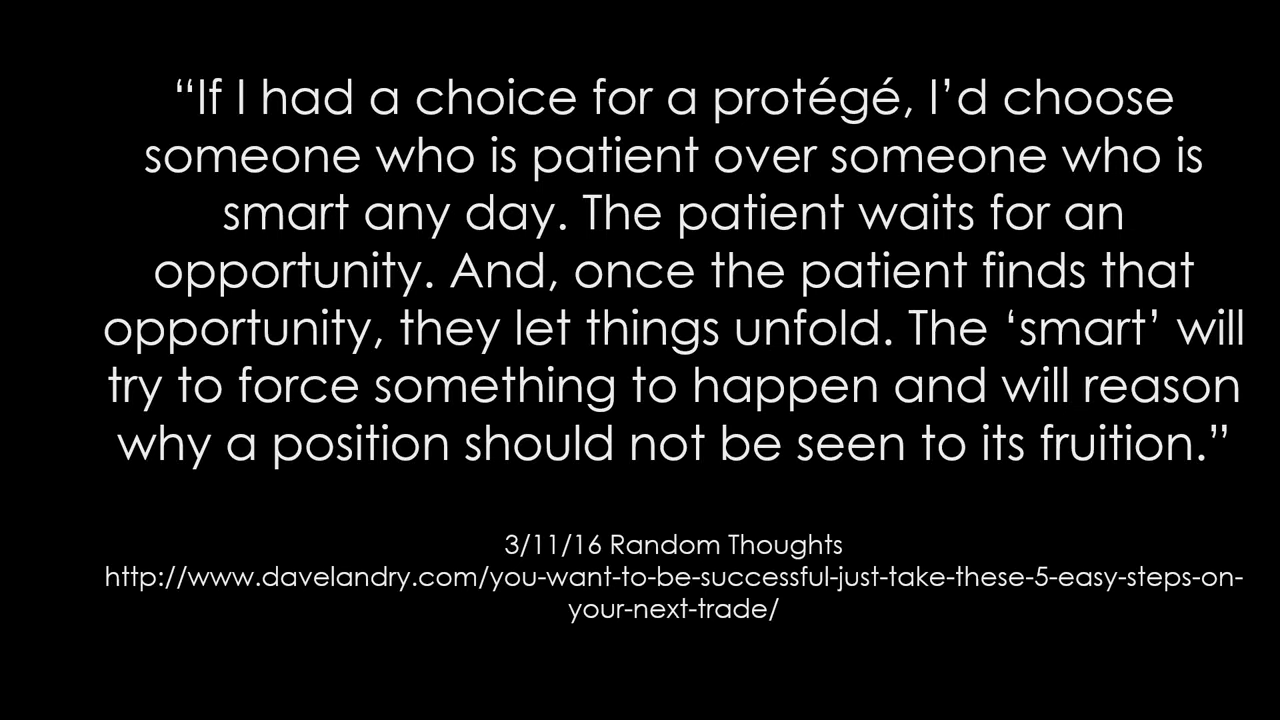 “If I had a choice for a protégé, I’d choose
someone who is patient over someone who is
smart any day. The patient waits for an
opportunity. And, once the patient finds that
opportunity, they let things unfold. The ‘smart’ will
try to force something to happen and will reason
why a position should not be seen to its fruition.”
3/11/16 Random Thoughts
http://www.davelandry.com/you-want-to-be-successful-just-take-these-5-easy-steps-on-
your-next-trade/